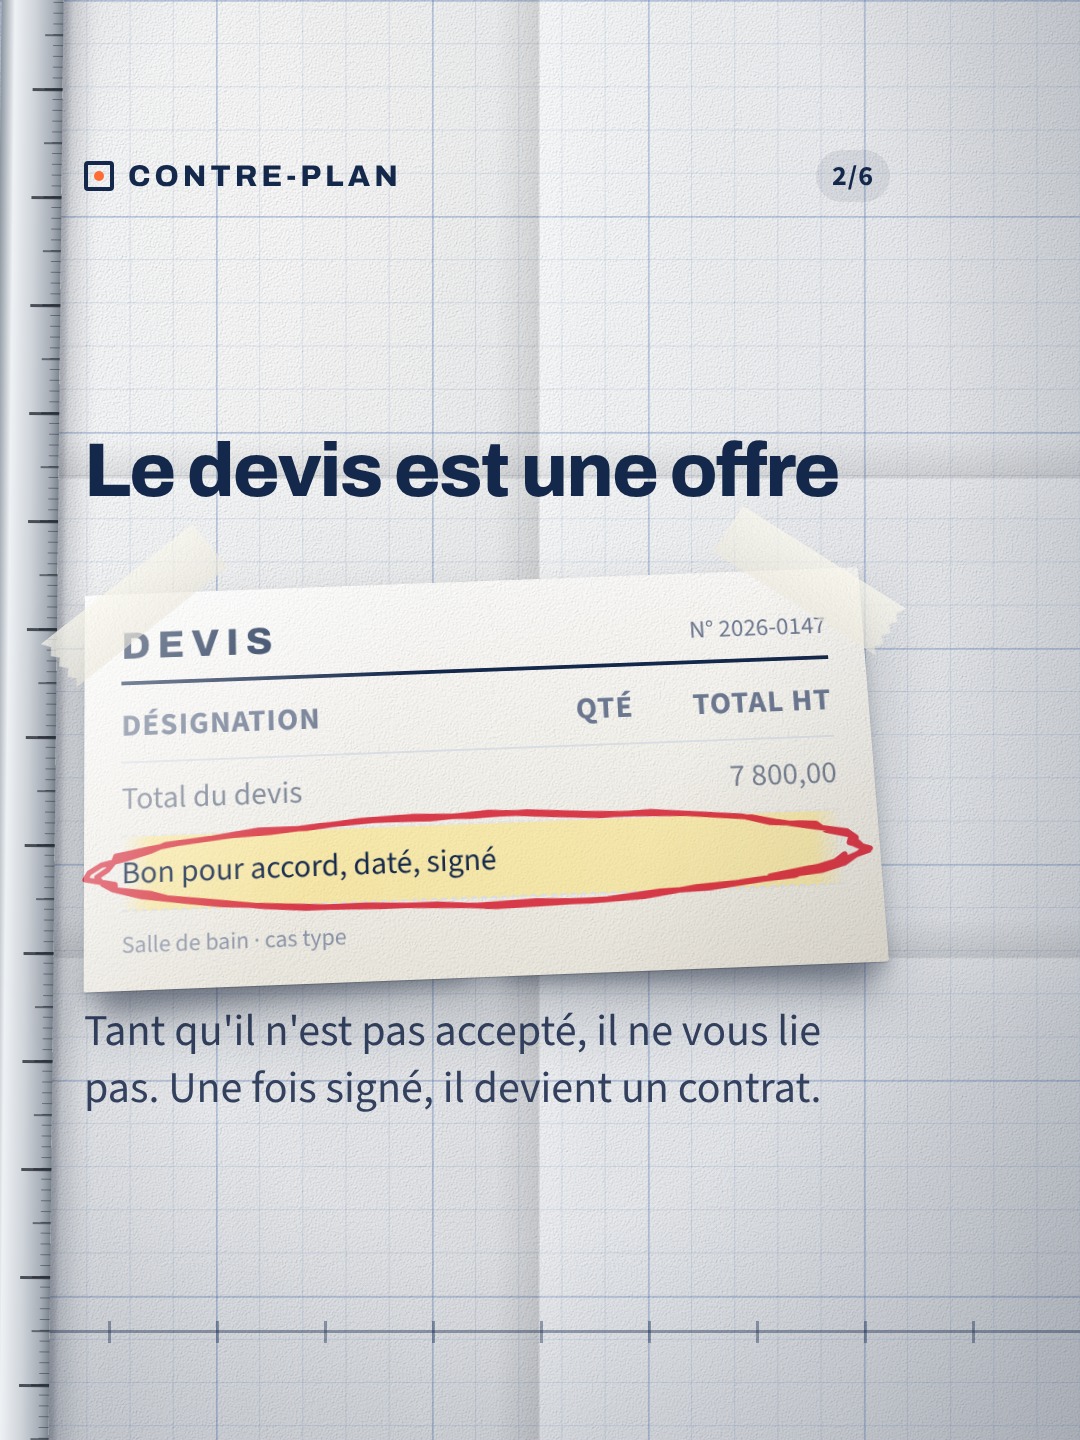 CONTRE-PLAN
2/6
Le devis est une offre
DEVIS
N° 2026-0147
DÉSIGNATION QTÉ TOTAL HT
Total du devis 7 800,00
Bon pour accord, daté, signé
Salle de bain · cas type
Tant qu'il n'est pas accepté, il ne vous lie
pas. Une fois signé, il devient un contrat.